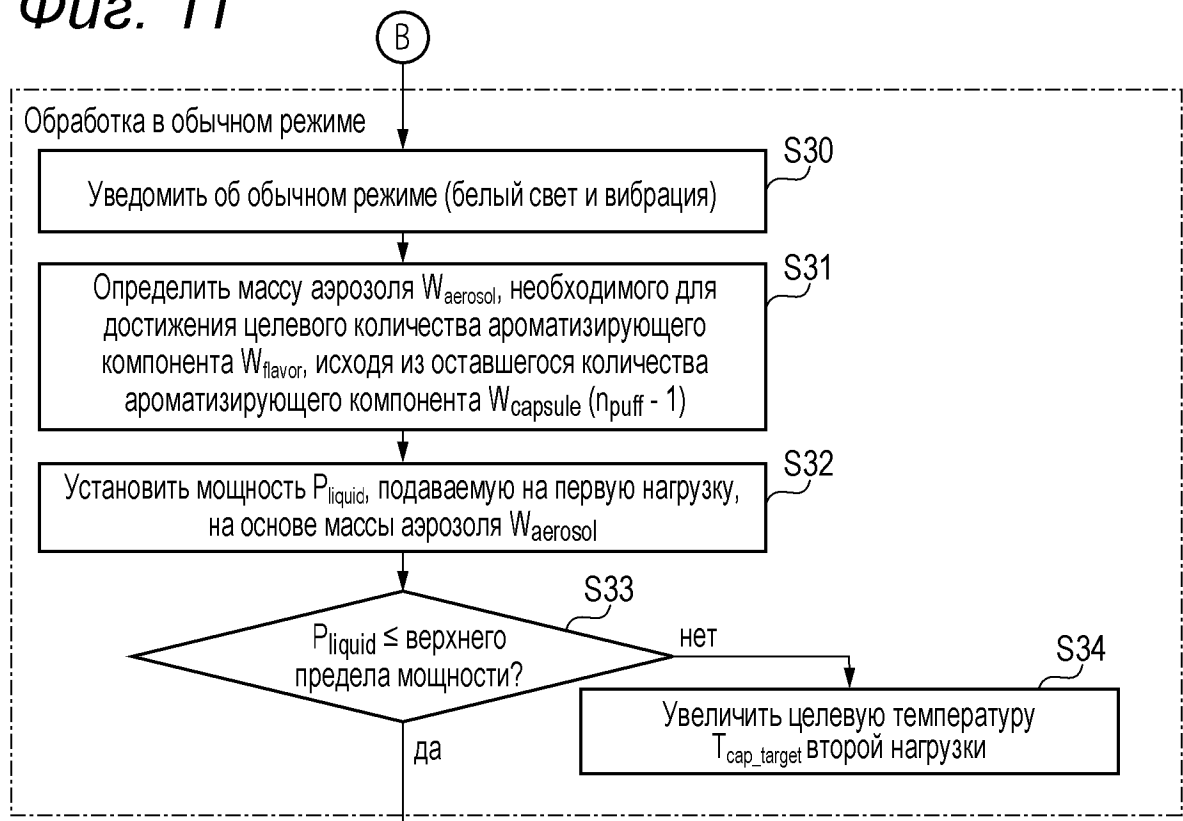 Фиг. 11
B
Обработка в обычном режиме
S30
Уведомить об обычном режиме (белый свет и вибрация)
S31
Определить массу аэрозоля Waerosol, необходимого для
достижения целевого количества ароматизирующего
компонента Wflavor, исходя из оставшегося количества
ароматизирующего компонента Wcapsule (npuff - 1)
S32
Установить мощность Pliquid, подаваемую на первую нагрузку,
на основе массы аэрозоля Waerosol
S33
Pliquid ≤ верхнего
предела мощности?
нет
S34
Увеличить целевую температуру
Tcap_target второй нагрузки
да